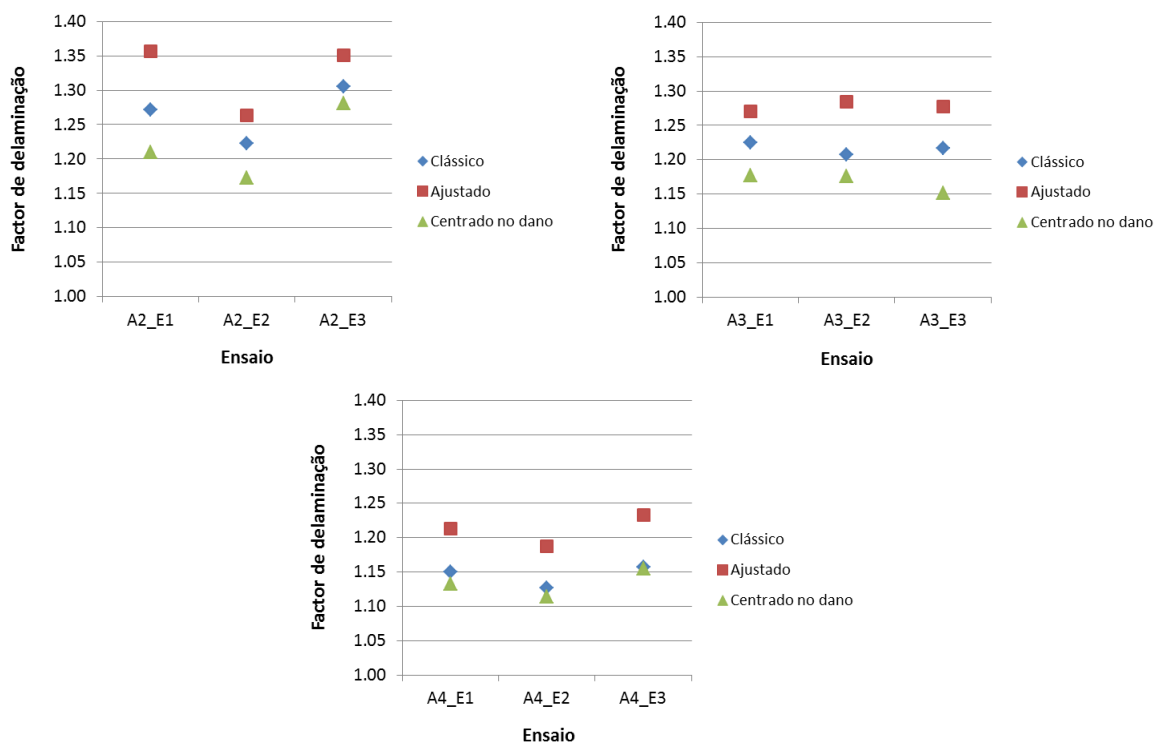 1.40
1.35
1.30
1.25
1.20
1.15
1.10
1.05
1.00
Factor de delaminação
A2_E1 A2_E2 A2_E3
Ensaio
Clássico
Ajustado
Centrado no dano
1.40
1.35
1.30
1.25
1.20
1.15
1.10
1.05
1.00
Factor de delaminação
A3_E1 A3_E2 A3_E3
Ensaio
Clássico
Ajustado
Centrado no dano
1.40
1.35
1.30
1.25
1.20
1.15
1.10
1.05
1.00
Factor de delaminação
A4_E1 A4_E2 A4_E3
Ensaio
Clássico
Ajustado
Centrado no dano